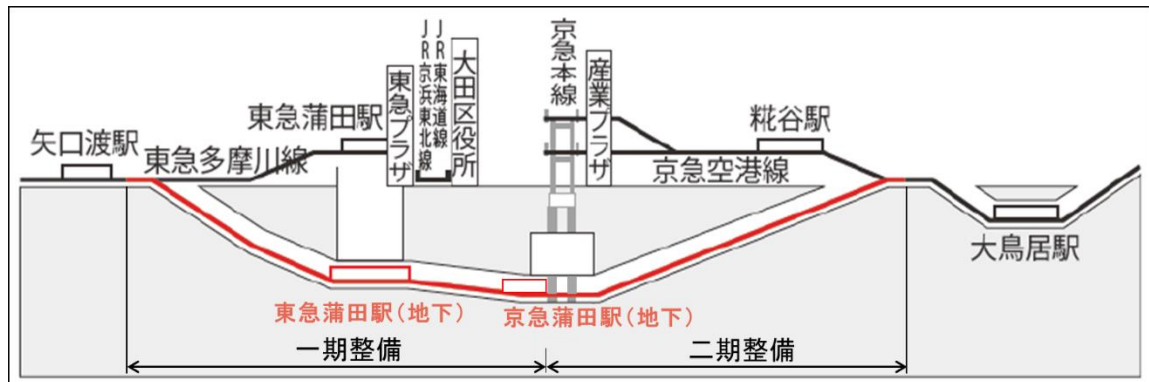 矢口渡駅
東急多摩川線
東急蒲田駅
東急プラザ
JR京浜東北線
JR東海道線
大田区役所
京急本線
産業プラザ
糀谷駅
京急空港線
大鳥居駅
東急蒲田駅(地下)
京急蒲田駅(地下)
一期整備
二期整備